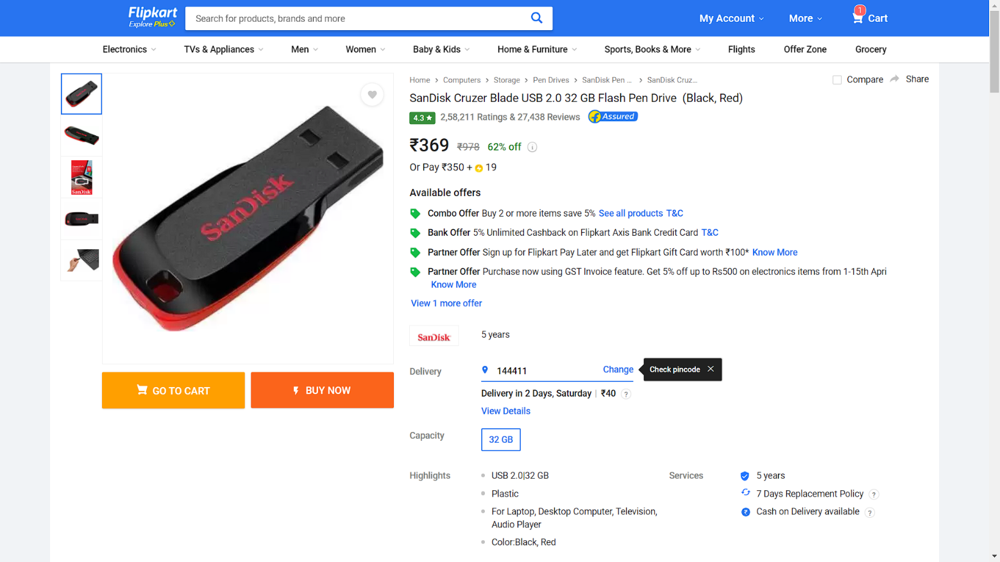 Flipkart
Explore Plus
Search for products, brands and more
My Account
More
1
Cart
Electronics
TVs & Appliances
Men
Women
Baby & Kids
Home & Furniture
Sports, Books & More
Flights
Offer Zone
Grocery
Home > Computers > Storage > Pen Drives > SanDisk Pen ... > SanDisk Cruz...
Compare
Share
SanDisk Cruzer Blade USB 2.0 32 GB Flash Pen Drive (Black, Red)
4.3 ★ 2,58,211 Ratings & 27,438 Reviews Assured
₹369 ₹978 62% off
Or Pay ₹350 + 19
Available offers
Combo Offer Buy 2 or more items save 5% See all products T&C
Bank Offer 5% Unlimited Cashback on Flipkart Axis Bank Credit Card T&C
Partner Offer Sign up for Flipkart Pay Later and get Flipkart Gift Card worth ₹100* Know More
Partner Offer Purchase now using GST Invoice feature. Get 5% off up to Rs500 on electronics items from 1-15th Apri
Know More
View 1 more offer
SanDisk
SanDisk
5 years
Delivery
144411
Change
Check pincode
Delivery in 2 Days, Saturday | ₹40 ?
View Details
GO TO CART
BUY NOW
Capacity
32 GB
Highlights
USB 2.0|32 GB
Plastic
For Laptop, Desktop Computer, Television,
Audio Player
Color:Black, Red
Services
5 years
7 Days Replacement Policy ?
Cash on Delivery available ?
SanDisk